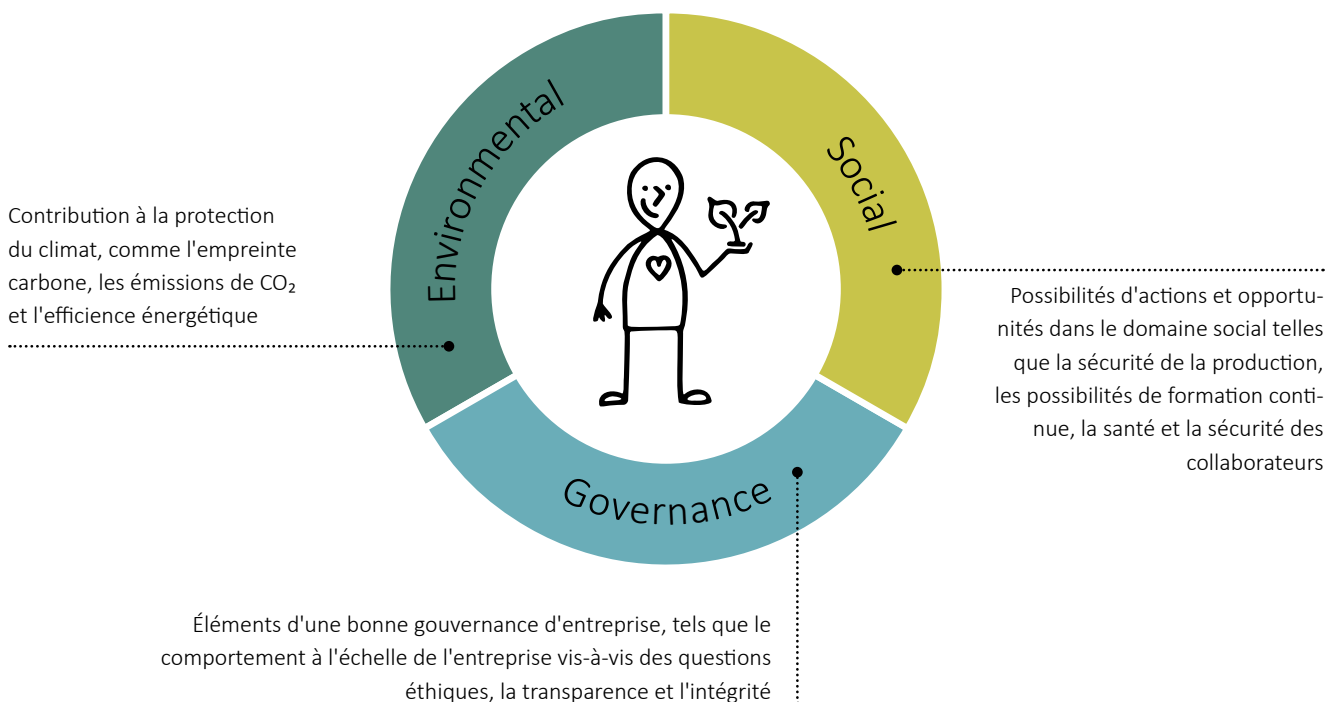 Environmental
Social
Contribution à la protection
du climat, comme l'empreinte
carbone, les émissions de CO₂
et l'efficience énergétique
Possibilités d'actions et opportu-
nités dans le domaine social telles
que la sécurité de la production,
les possibilités de formation conti-
nue, la santé et la sécurité des
collaborateurs
Governance
Éléments d'une bonne gouvernance d'entreprise, tels que le
comportement à l'échelle de l'entreprise vis-à-vis des questions
éthiques, la transparence et l'intégrité